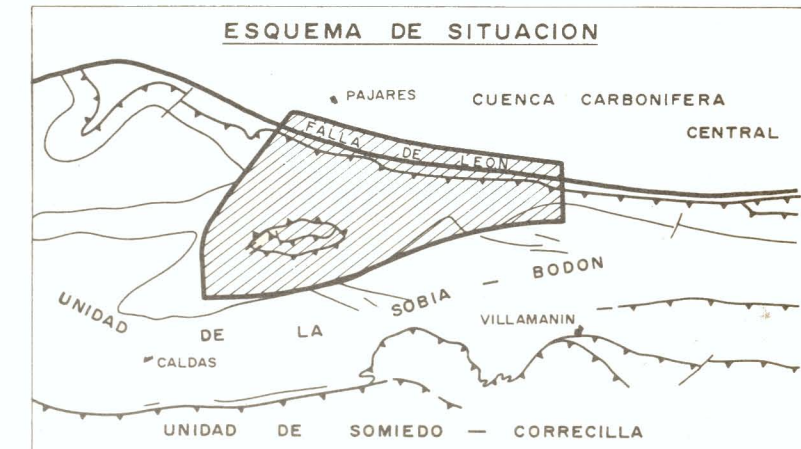 ESQUEMA DE SITUACION
PAJARES
CUENCA CARBONIFERA
CENTRAL
FALLA DE LEON
UNIDAD DE LA SOBIA — BODON
VILLAMANIN
CALDAS
UNIDAD DE SOMIEDO — CORRECILLA